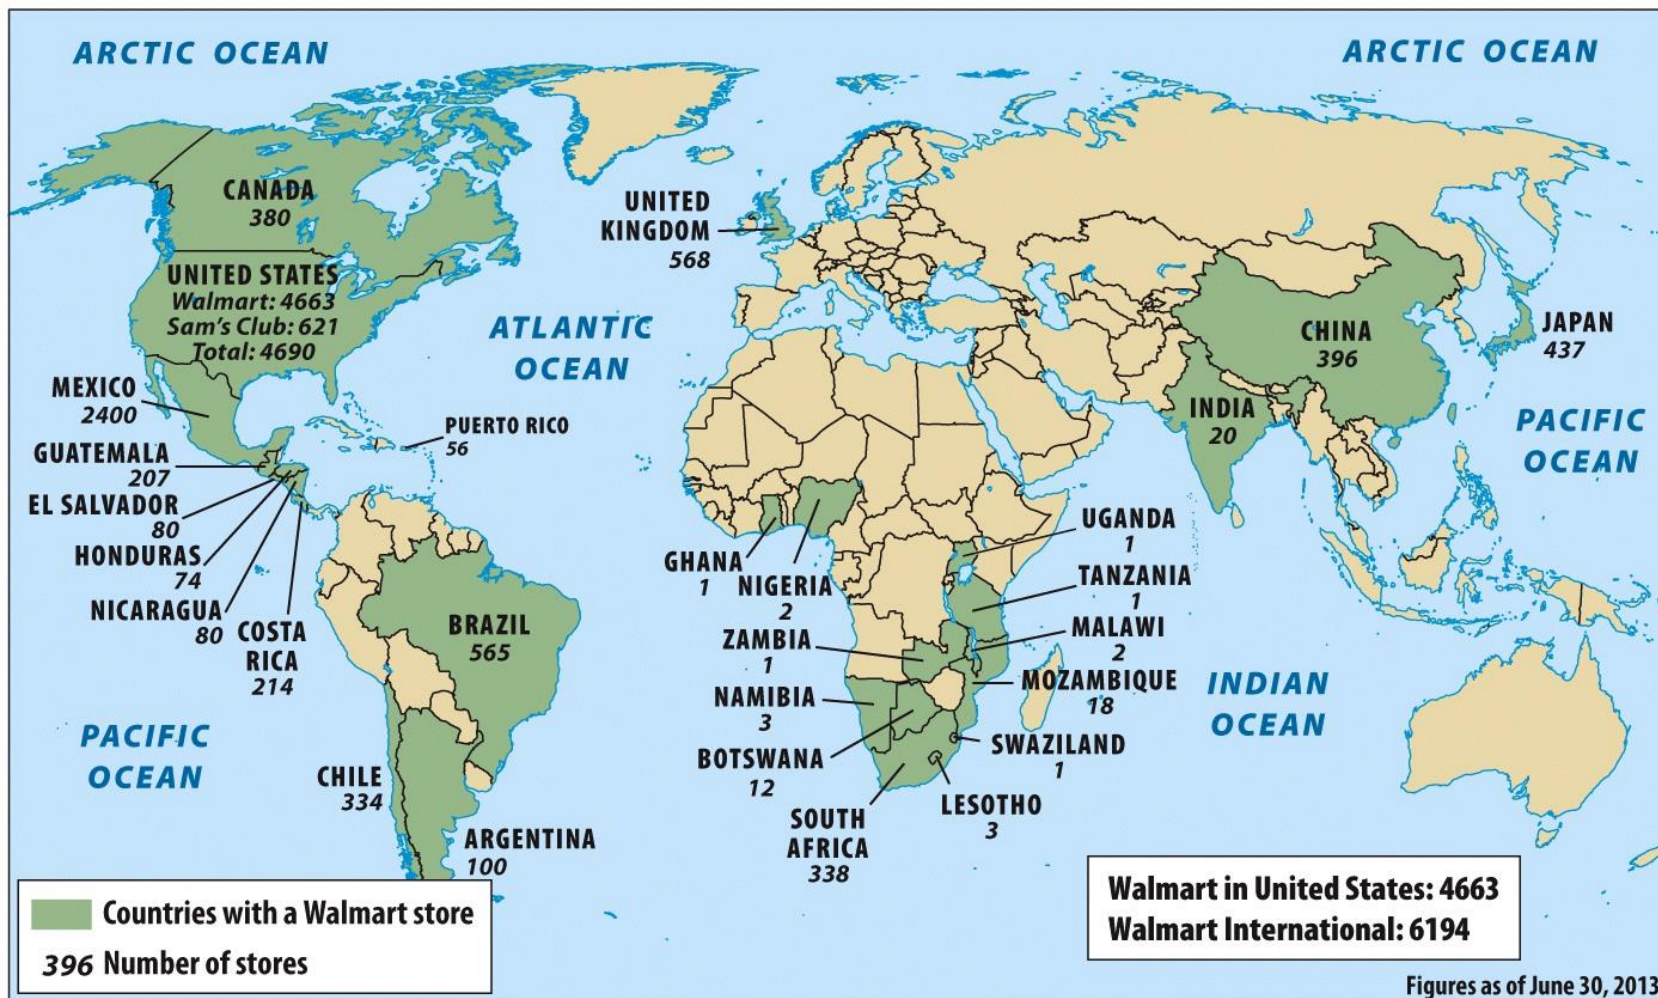 ARCTIC OCEAN
ARCTIC OCEAN
CANADA
380
UNITED STATES
Walmart: 4663
Sam's Club: 621
Total: 4690
MEXICO
2400
GUATEMALA
207
EL SALVADOR
80
HONDURAS
74
NICARAGUA
80
COSTA
RICA
214
PUERTO RICO
56
ATLANTIC
OCEAN
UNITED
KINGDOM
568
CHINA
396
JAPAN
437
INDIA
20
PACIFIC
OCEAN
BRAZIL
565
CHILE
334
ARGENTINA
100
PACIFIC
OCEAN
GHANA
1
NIGERIA
2
UGANDA
1
TANZANIA
1
ZAMBIA
1
MALAWI
2
NAMIBIA
3
MOZAMBIQUE
18
BOTSWANA
12
SWAZILAND
1
SOUTH
AFRICA
338
LESOTHO
3
INDIAN
OCEAN
Countries with a Walmart store
396 Number of stores
Walmart in United States: 4663
Walmart International: 6194
Figures as of June 30, 2013